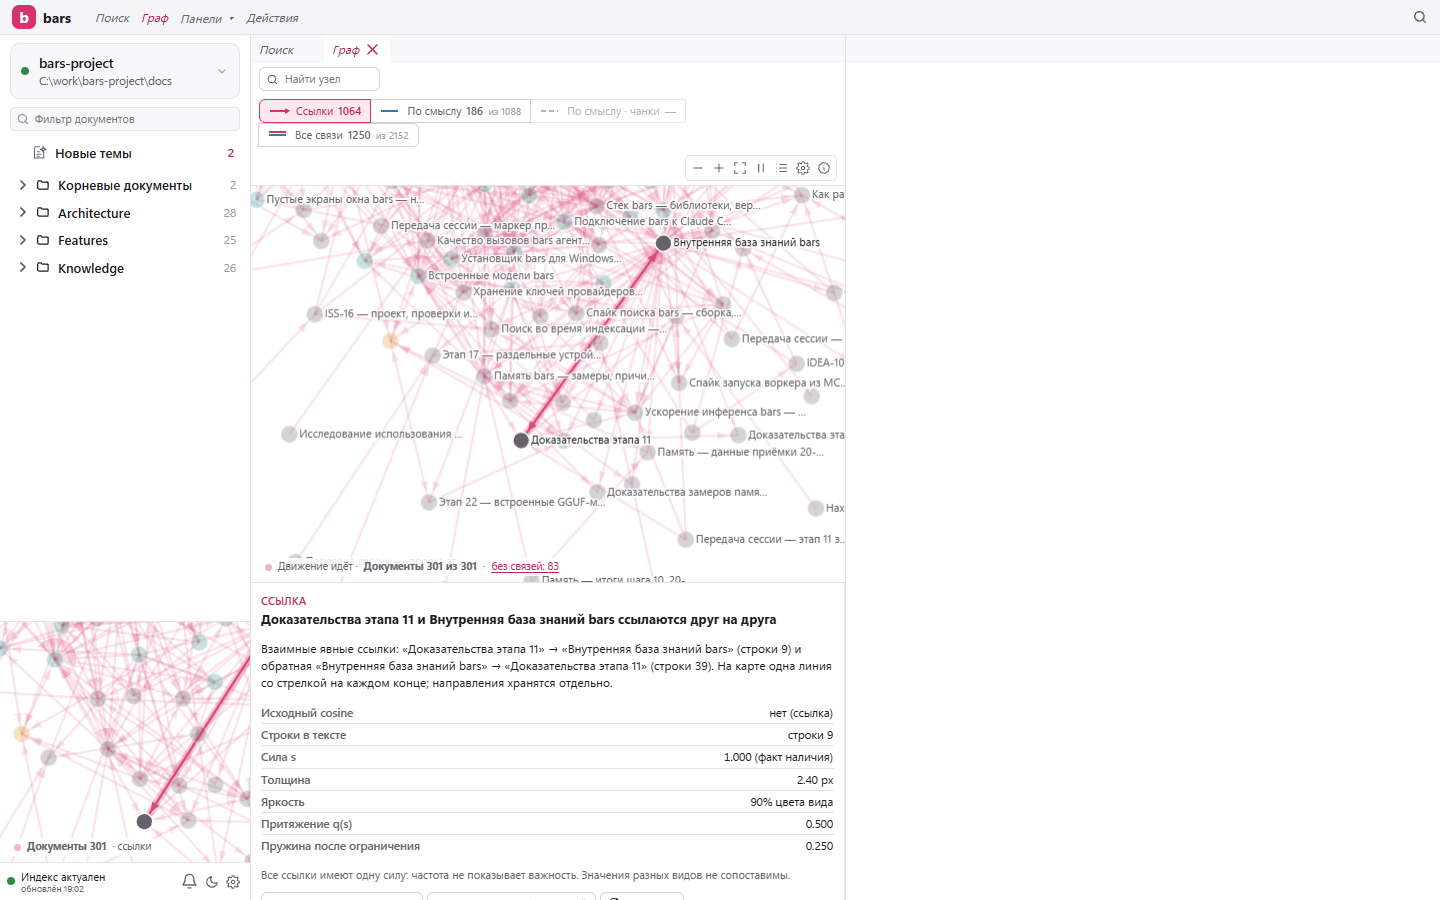 b bars Поиск Граф Панели Действия
bars-project
C:\work\bars-project\docs
Фильтр документов
Новые темы 2
Корневые документы 2
Architecture 28
Features 25
Knowledge 26
Документы 301 · ссылки
Индекс актуален
обновлён 19:02
Поиск Граф
Найти узел
Ссылки 1064 По смыслу 186 из 1088 По смыслу · чанки —
Все связи 1250 из 2152
Пустые экраны окна bars — н...
Как ра
Стек bars — библиотеки, вер...
Передача сессии — маркер пр...
Подключение bars к Claude C...
Качество вызовов bars агент...
Внутренняя база знаний bars
Установщик bars для Windows...
Встроенные модели bars
Хранение ключей провайдеров...
ISS-16 — проект, проверки и...
Спайк поиска bars — сборка,...
Поиск во время индексации —...
Передача сессии —
Этап 17 — раздельные устрой...
IDEA-10
Память bars — замеры, причи...
Спайк запуска воркера из MC...
Ускорение инференса bars — ...
Исследование использования ...
Доказательства этапа 11
Доказательства эта
Память — данные приёмки 20-...
Доказательства замеров памя...
Этап 22 — встроенные GGUF-м...
Нах
Передача сессии — этап 11 з...
Движение идёт · Документы 301 из 301 · без связей: 83
Память — итоги шага 10, 20-
ССЫЛКА
Доказательства этапа 11 и Внутренняя база знаний bars ссылаются друг на друга
Взаимные явные ссылки: «Доказательства этапа 11» → «Внутренняя база знаний bars» (строки 9) и
обратная «Внутренняя база знаний bars» → «Доказательства этапа 11» (строки 39). На карте одна линия
со стрелкой на каждом конце; направления хранятся отдельно.
Исходный cosine нет (ссылка)
Строки в тексте строки 9
Сила s 1.000 (факт наличия)
Толщина 2.40 px
Яркость 90% цвета вида
Притяжение q(s) 0.500
Пружина после ограничения 0.250
Все ссылки имеют одну силу: частота не показывает важность. Значения разных видов не сопоставимы.